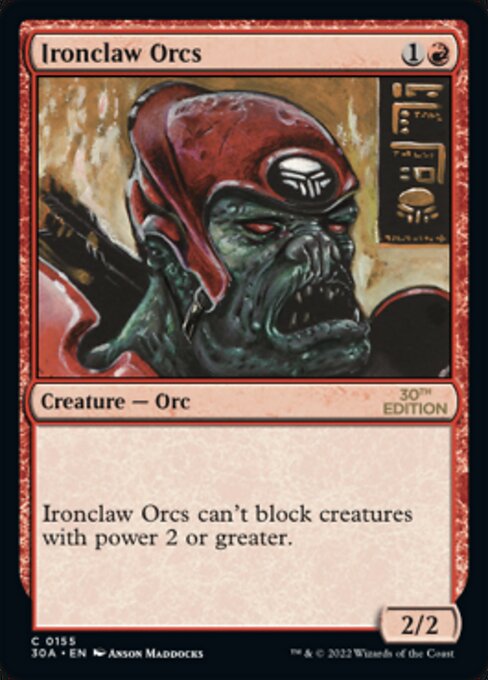 Ironclaw Orcs
1
Creature — Orc
30TH
EDITION
Ironclaw Orcs can't block creatures
with power 2 or greater.
2/2
C 0155
30A • EN Anson Maddocks
™ & © 2022 Wizards of the Coast